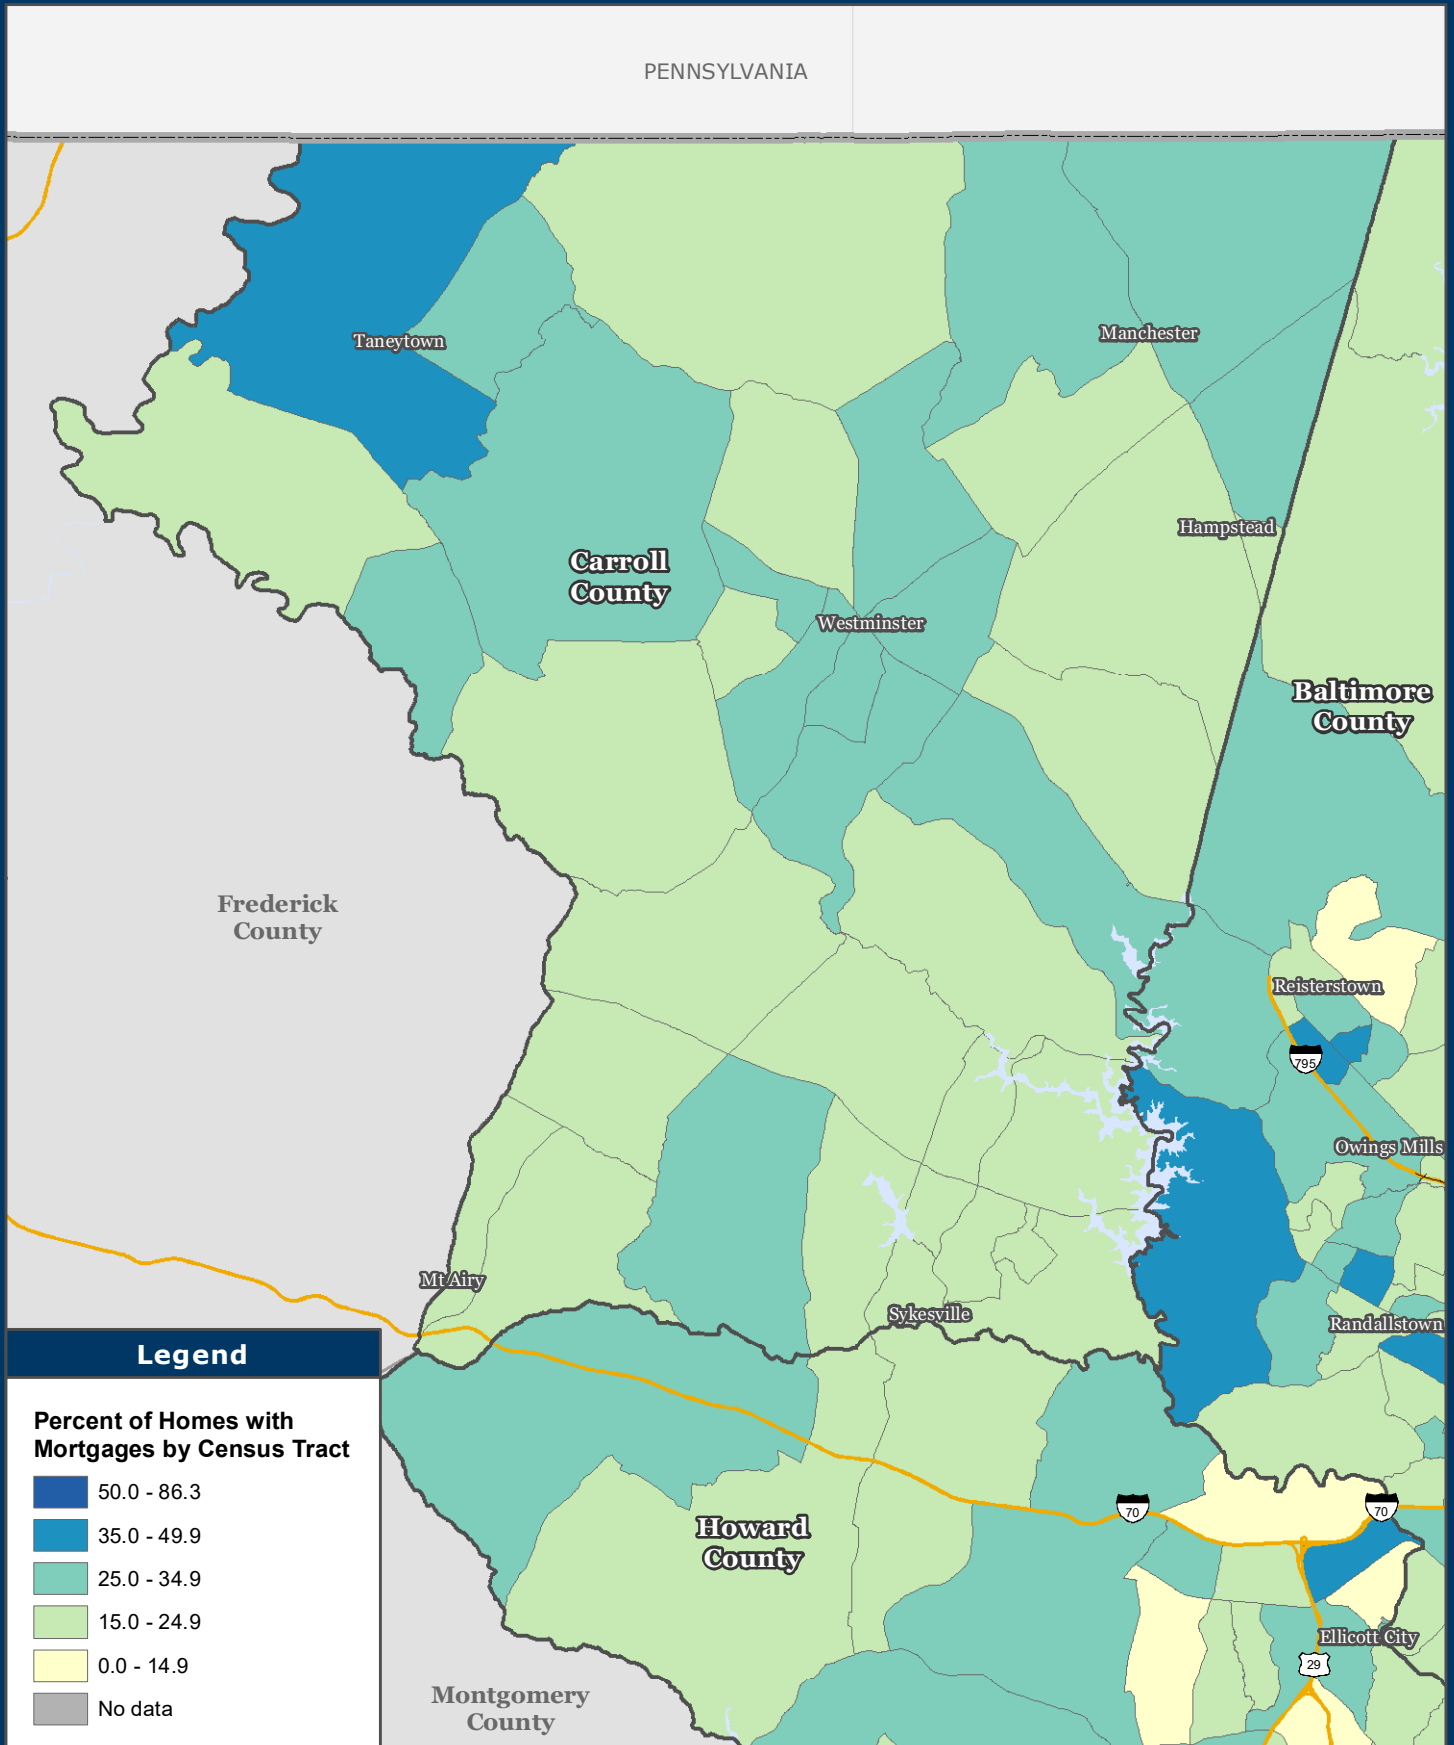 PENNSYLVANIA
Taneytown
Manchester
Hampstead
Carroll
County
Westminster
Baltimore
County
Frederick
County
Reisterstown
795
Owings Mills
Mt Airy
Sykesville
Randallstown
Legend
Percent of Homes with
Mortgages by Census Tract
50.0 - 86.3
35.0 - 49.9
25.0 - 34.9
15.0 - 24.9
0.0 - 14.9
No data
Howard
County
70
70
Ellicott City
29
Montgomery
County